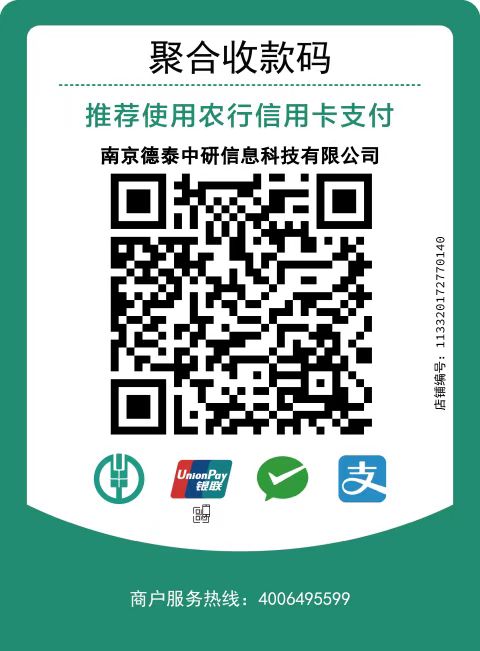 聚合收款码
推荐使用农行信用卡支付
南京德泰中研信息科技有限公司
店铺编号: 113320172770140
UnionPay
银联
支
商户服务热线: 4006495599